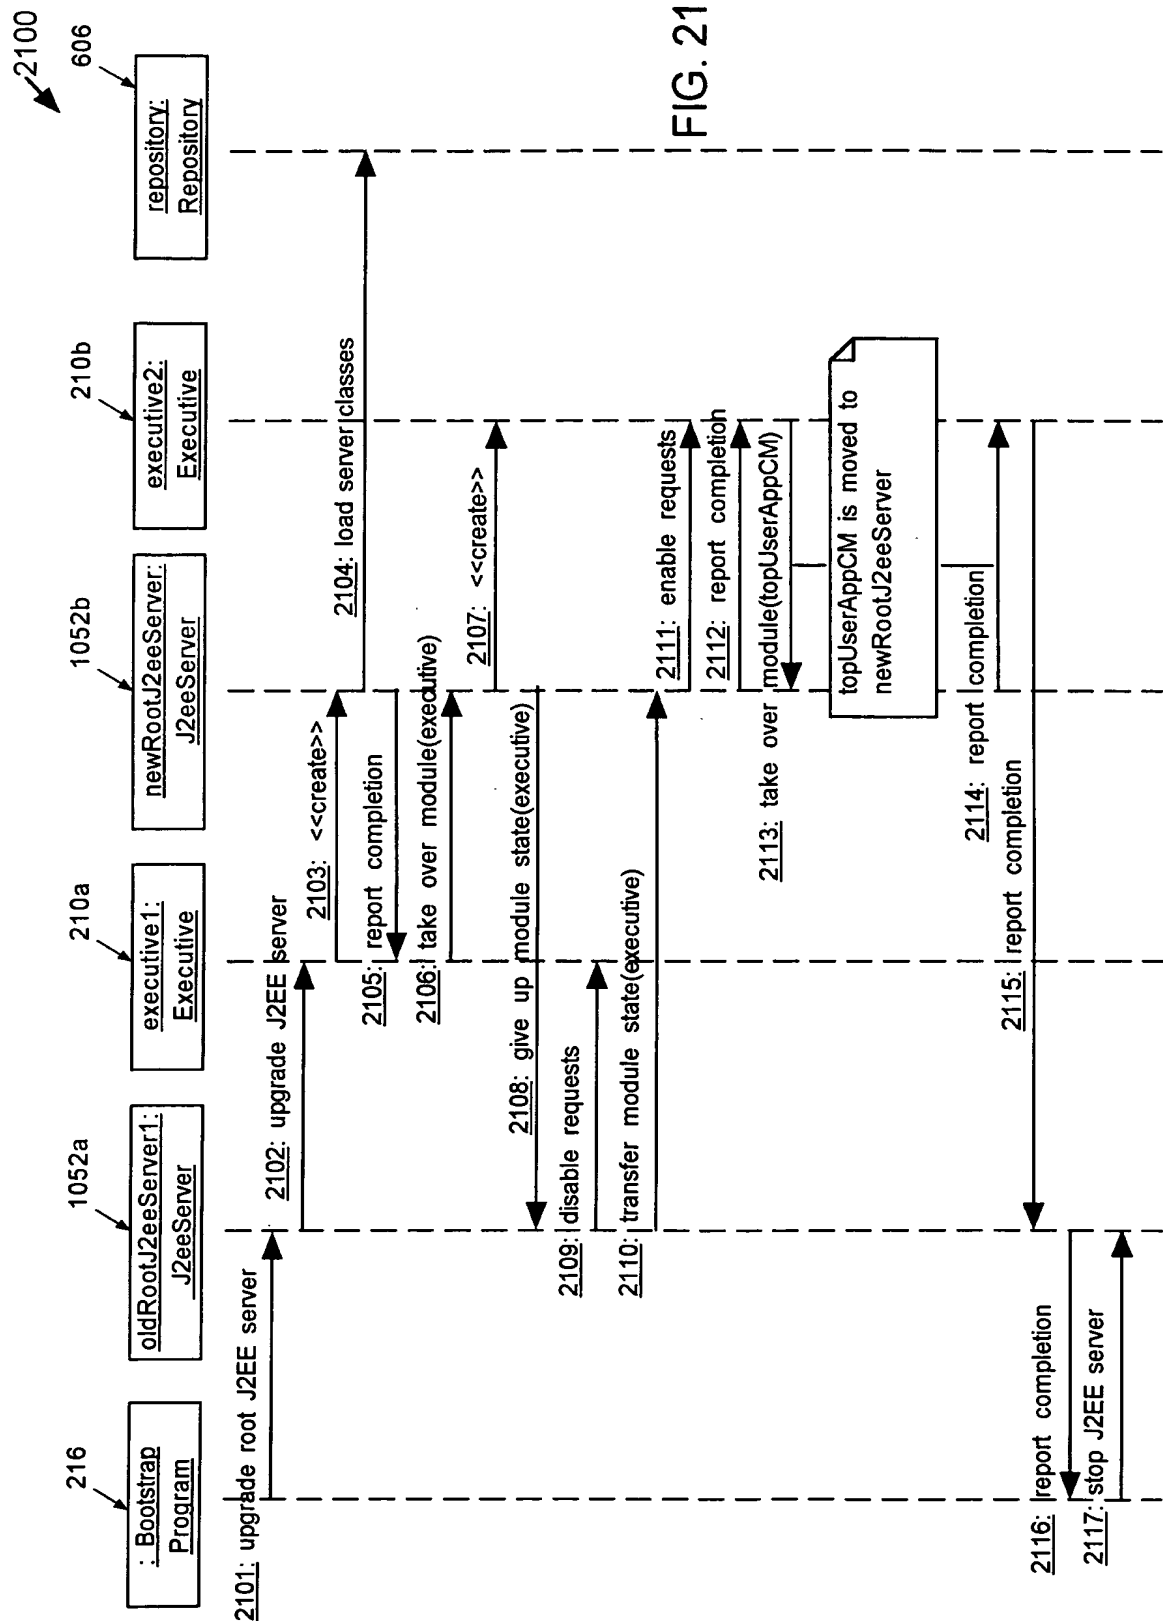 2100
216
1052a
210a
1052b
210b
606
: Bootstrap
Program
oldRootJ2eeServer1:
J2eeServer
executive1:
Executive
newRootJ2eeServer:
J2eeServer
executive2:
Executive
repository:
Repository
2101: upgrade root J2EE server
2102: upgrade J2EE server
2103: <<create>>
2104: load server classes
2105: report completion
2106: take over module(executive)
2107: <<create>>
2108: give up module state(executive)
2109: disable requests
2110: transfer module state(executive)
2111: enable requests
2112: report completion
2113: take over module(topUserAppCM)
topUserAppCM is moved to
newRootJ2eeServer
2114: report completion
2115: report completion
2116: report completion
2117: stop J2EE server
FIG. 21